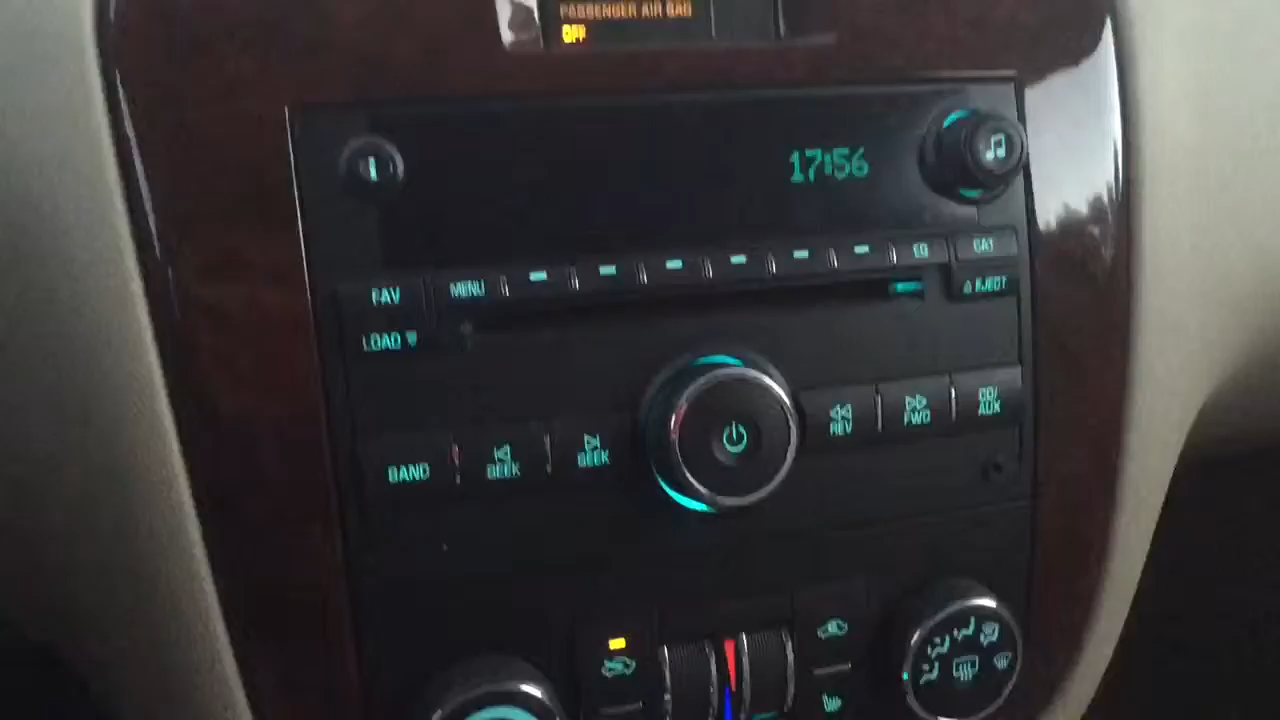 PASSENGER AIR BAG
OFF
17:56
EQ
CAT
FAV
MENU
EJECT
LOAD
BAND
SEEK
SEEK
REV
FWD
CD/
AUX